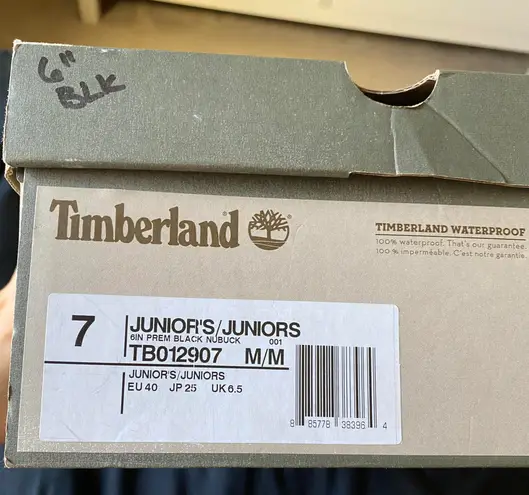 6"
BLK
Timberland®
TIMBERLAND WATERPROOF
100% waterproof. That's our guarantee.
100% imperméable. C'est notre garantie.
7
JUNIOR'S/JUNIORS
6IN PREM BLACK NUBUCK 001
TB012907 M/M
JUNIOR'S/JUNIORS
EU 40 JP 25 UK 6.5
8 85778 38396 4